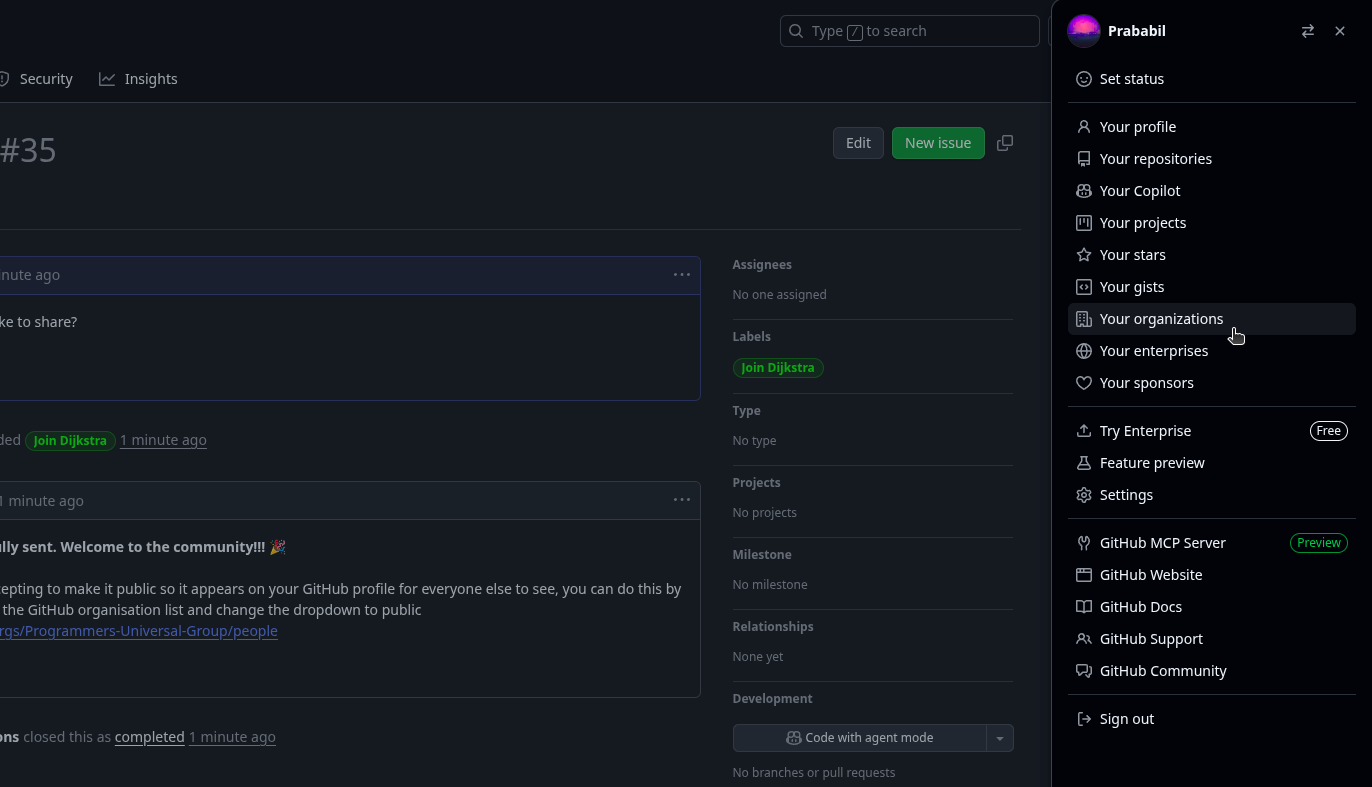 Type / to search
Prababil
Security
Insights
Set status
#35
Edit
New issue
Your profile
Your repositories
Your Copilot
Your projects
Your stars
Your gists
Your organizations
Your enterprises
Your sponsors
Try Enterprise
Free
Feature preview
Settings
GitHub MCP Server
Preview
GitHub Website
GitHub Docs
GitHub Support
GitHub Community
Sign out
ago
to share?
Join Dijkstra 1 minute ago
1 minute ago
sent. Welcome to the community!!! 🎉
to make it public so it appears on your GitHub profile for everyone else to see, you can do this by
the GitHub organisation list and change the dropdown to public
/Programmers-Universal-Group/people
closed this as completed 1 minute ago
Assignees
No one assigned
Labels
Join Dijkstra
Type
No type
Projects
No projects
Milestone
No milestone
Relationships
None yet
Development
Code with agent mode
No branches or pull requests